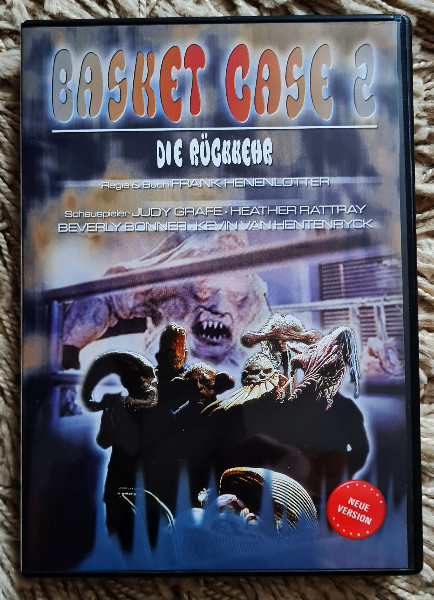 BASKET CASE 2
DIE RÜCKKEHR
Regie & Buch FRANK HENENLOTTER
Schauspieler JUDY GRAFE · HEATHER RATTRAY
BEVERLY BONNER · KEVIN VAN HENTENRYCK
NEUE
VERSION